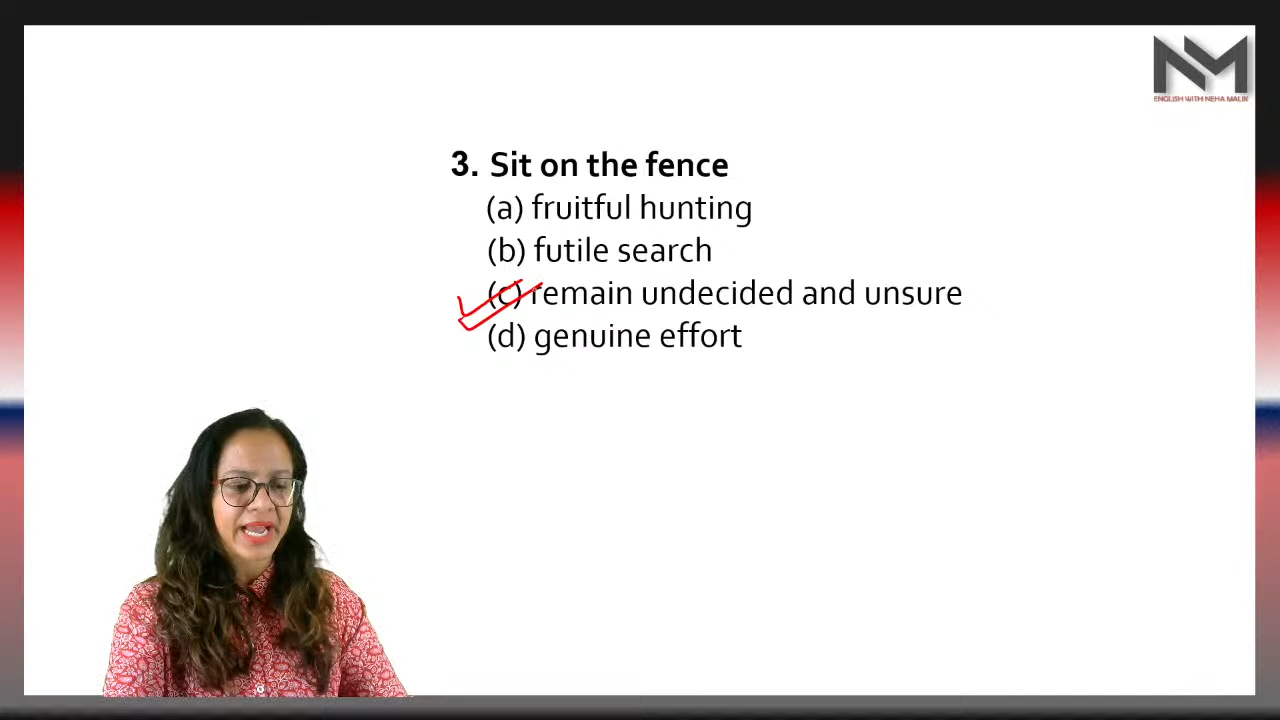 NM
ENGLISH WITH NEHA MALIK
3. Sit on the fence
(a) fruitful hunting
(b) futile search
(c) remain undecided and unsure
(d) genuine effort